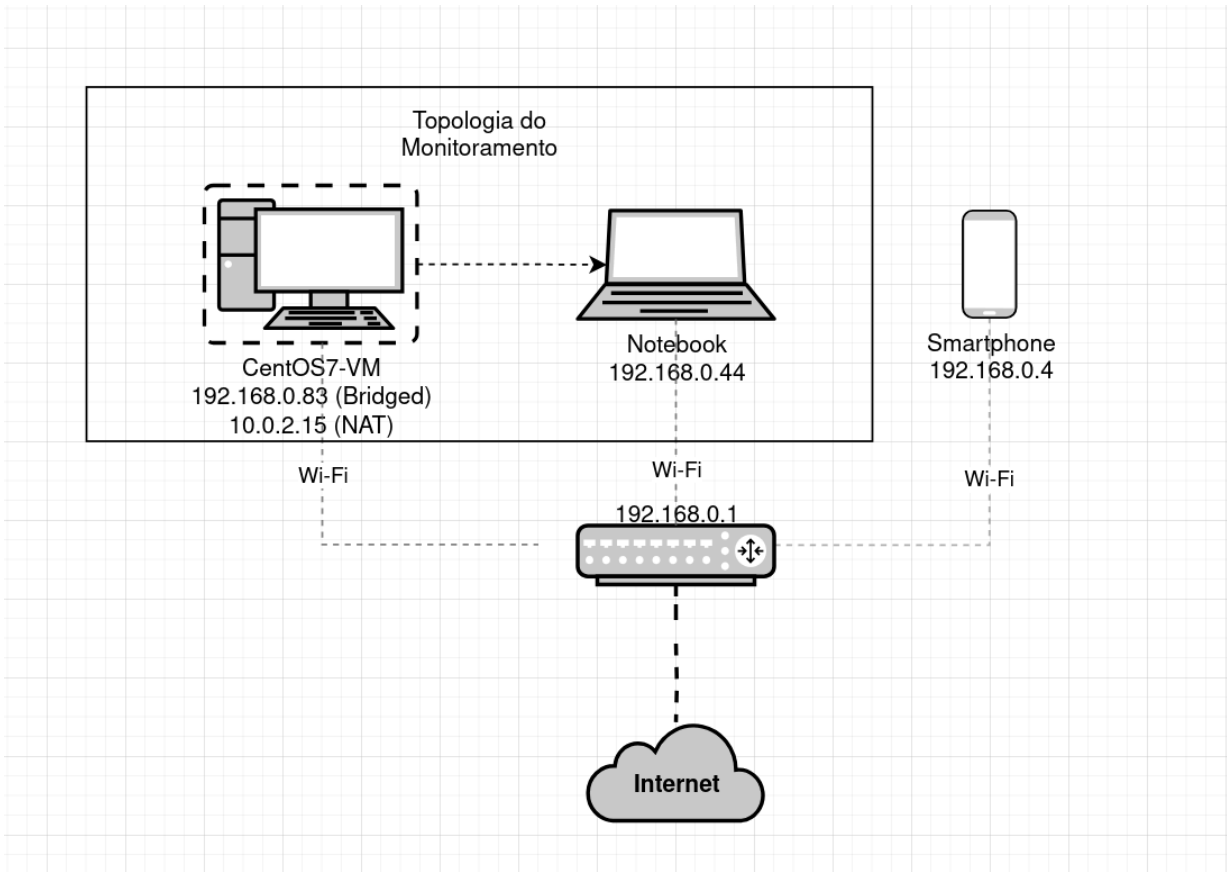 Topologia do
Monitoramento
CentOS7-VM
192.168.0.83 (Bridged)
10.0.2.15 (NAT)
Notebook
192.168.0.44
Smartphone
192.168.0.4
Wi-Fi
Wi-Fi
Wi-Fi
192.168.0.1
Internet